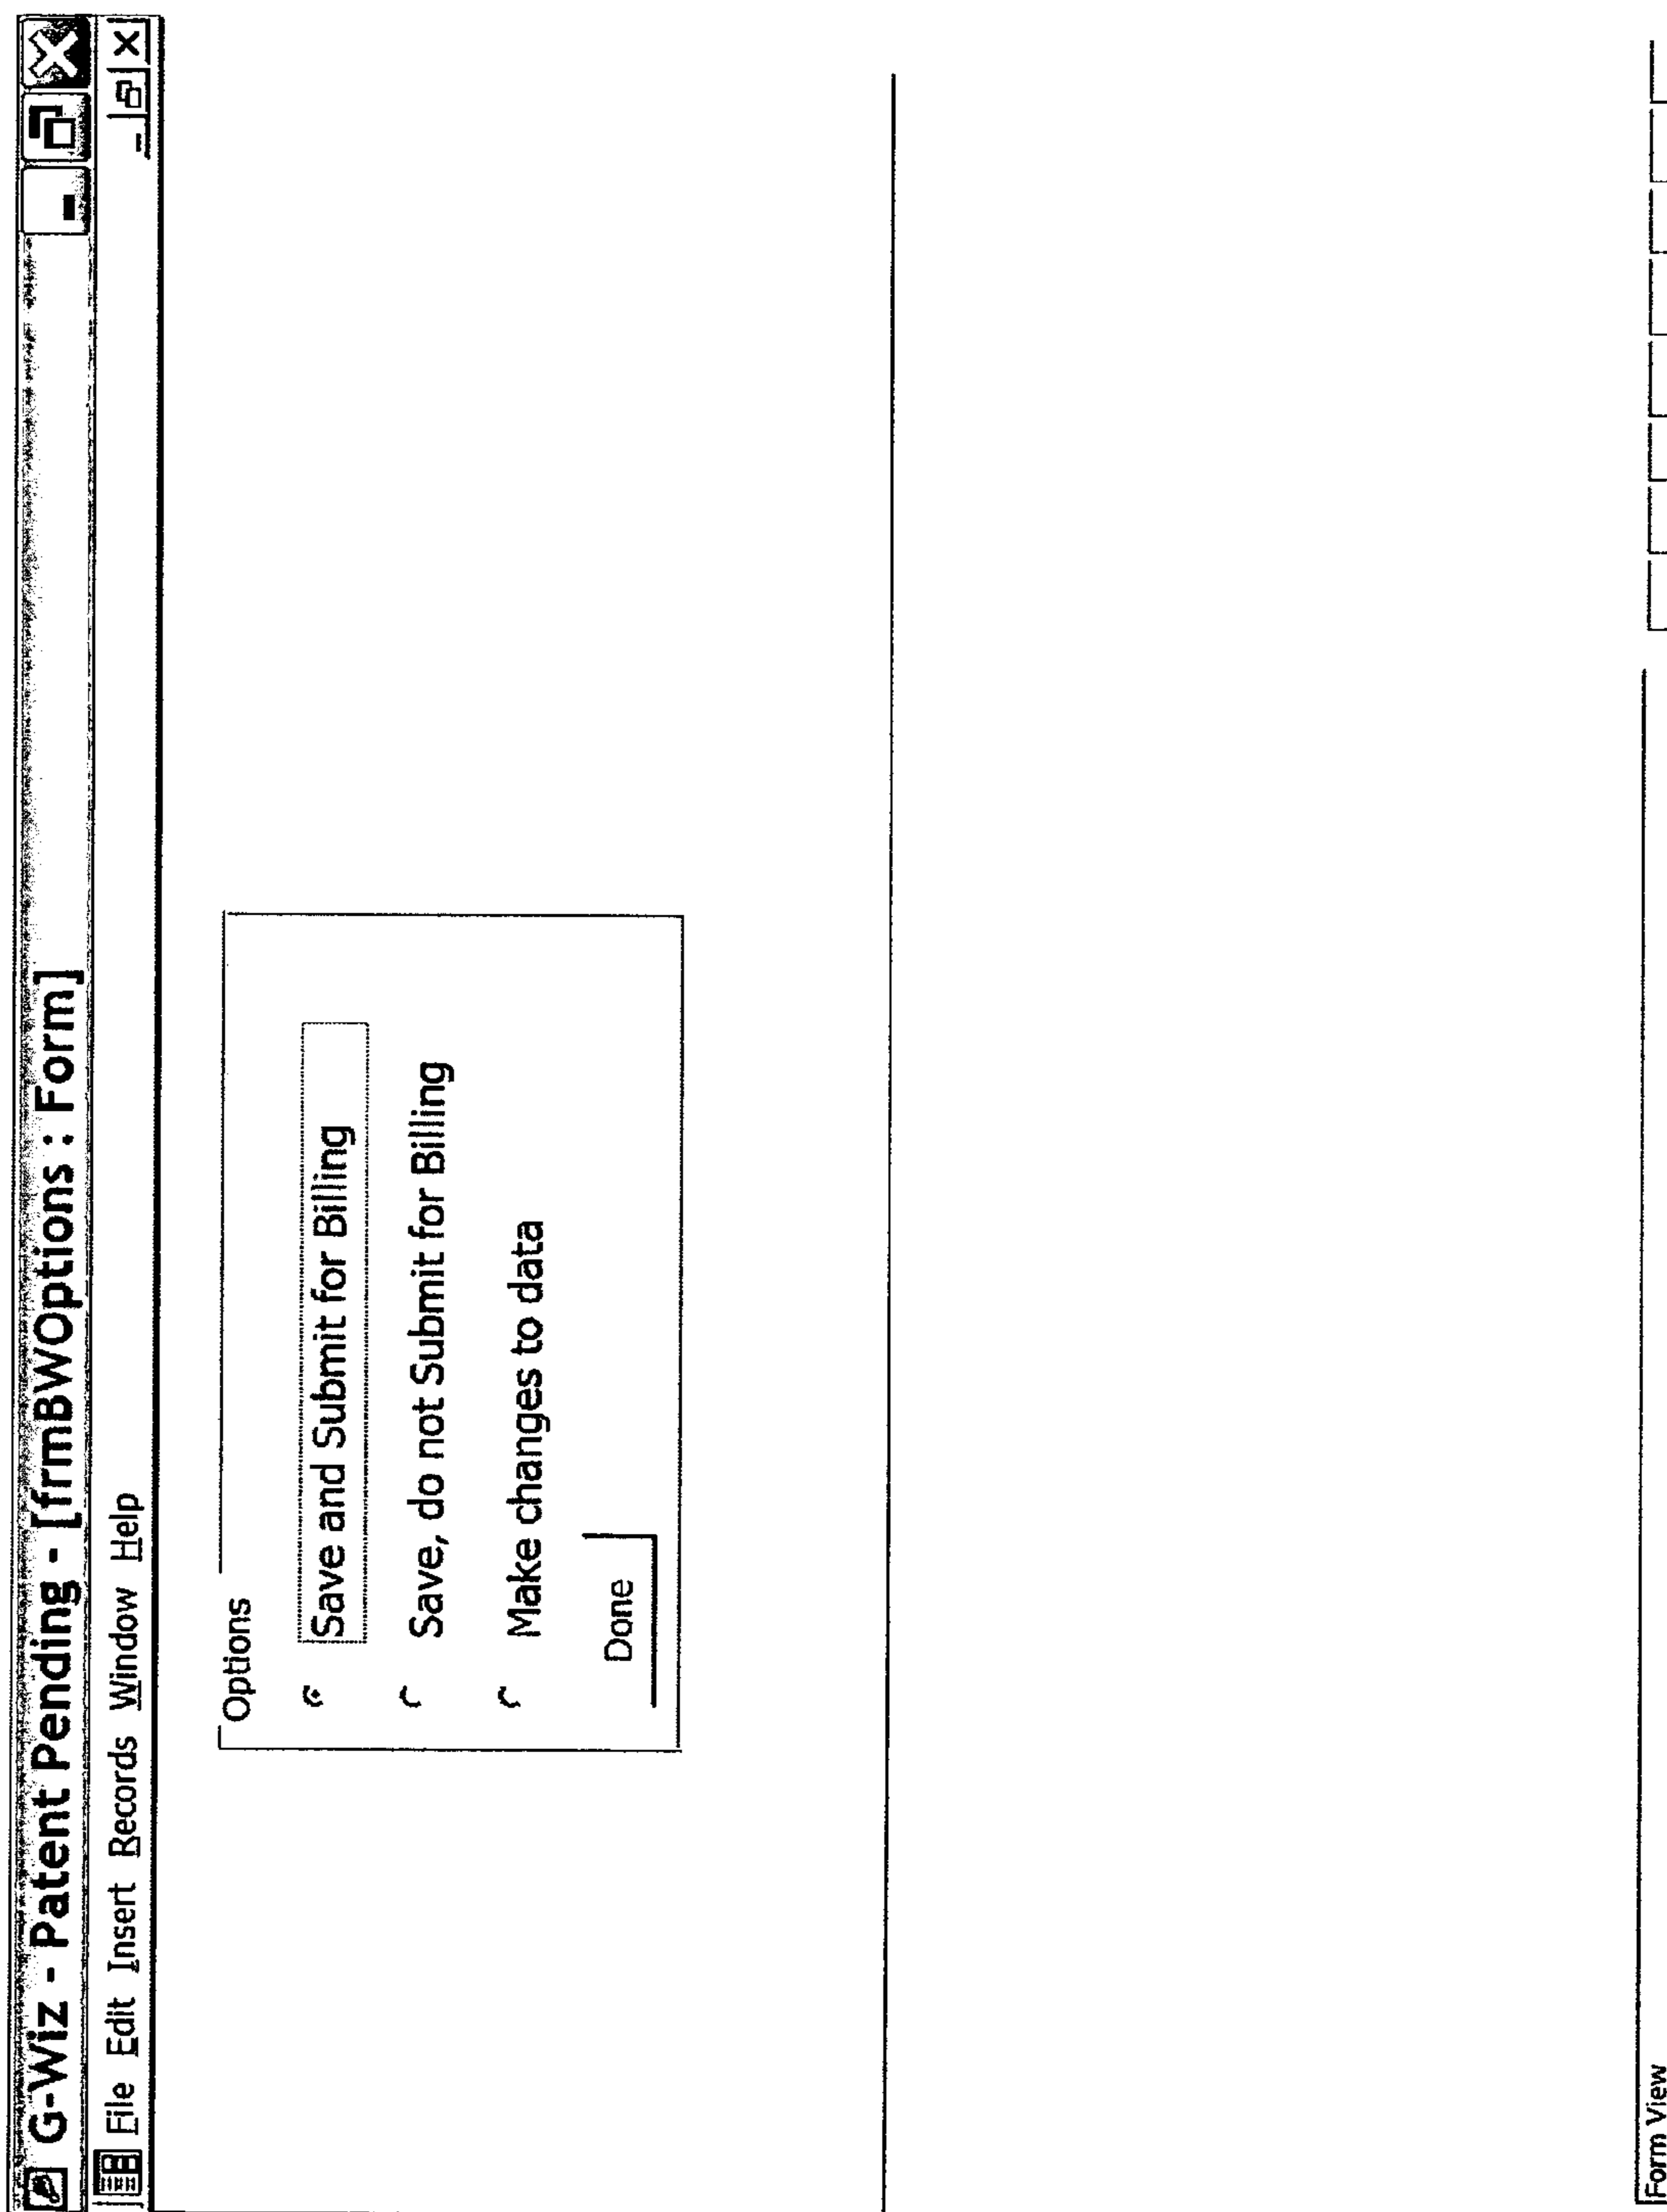 G-Wiz - Patent Pending - [frmBWOptions : Form]
File Edit Insert Records Window Help
Options
Save and Submit for Billing
Save, do not Submit for Billing
Make changes to data
Done
Form View